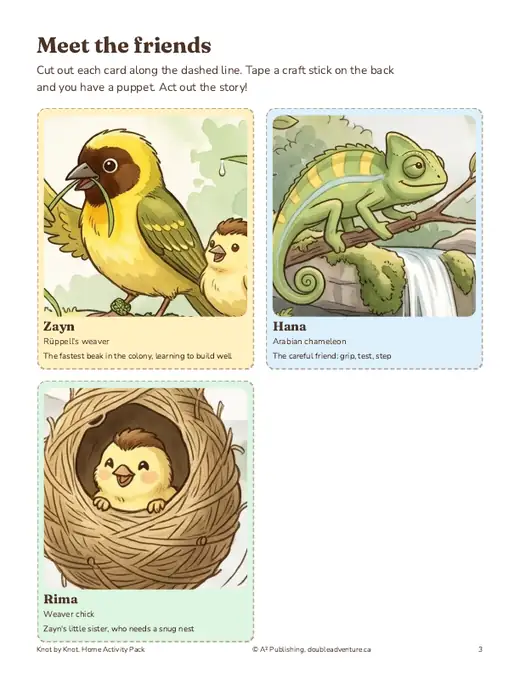 Meet the friends
Cut out each card along the dashed line. Tape a craft stick on the back
and you have a puppet. Act out the story!
Zayn
Rüppell's weaver
The fastest beak in the colony, learning to build well
Hana
Arabian chameleon
The careful friend: grip, test, step
Rima
Weaver chick
Zayn's little sister, who needs a snug nest
Knot by Knot. Home Activity Pack
© A² Publishing, doubleadventure.ca
3